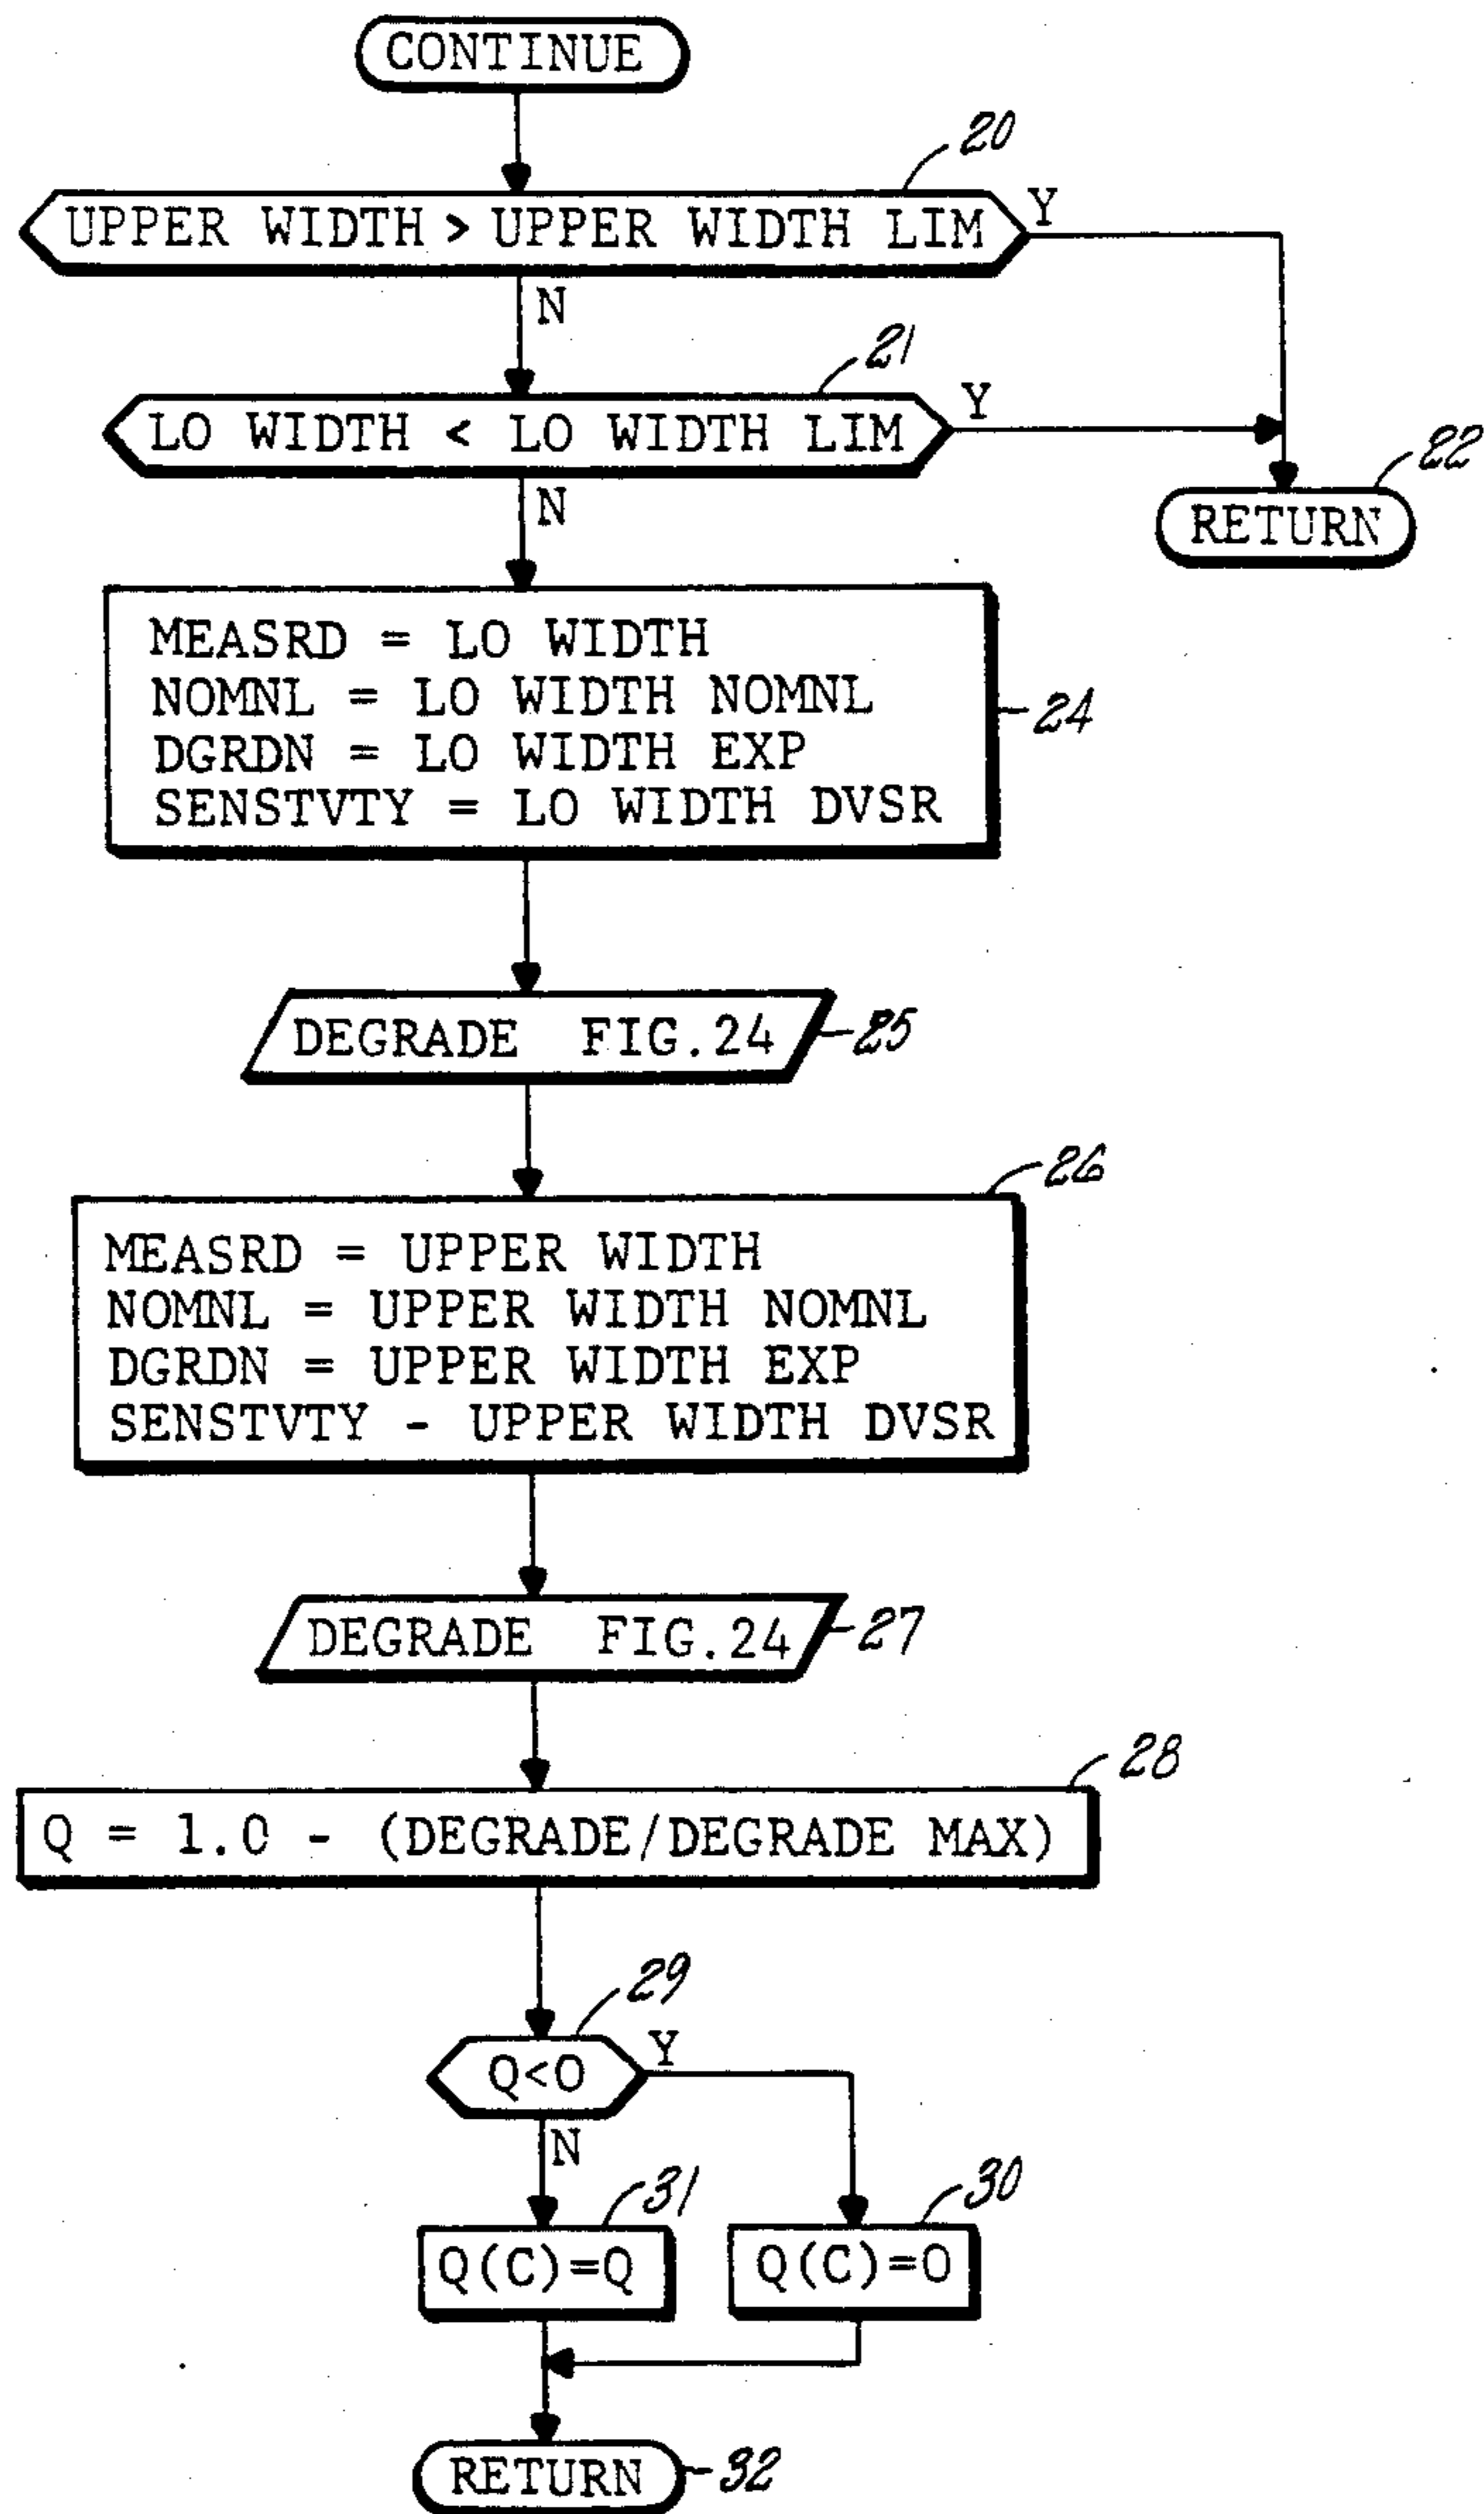 CONTINUE
20
UPPER WIDTH > UPPER WIDTH LIM
Y
N
21
LO WIDTH < LO WIDTH LIM
Y
N
22
RETURN
MEASRD = LO WIDTH
NOMNL = LO WIDTH NOMNL
DGRDN = LO WIDTH EXP
SENSTVTY = LO WIDTH DVSR
24
DEGRADE FIG.24
25
26
MEASRD = UPPER WIDTH
NOMNL = UPPER WIDTH NOMNL
DGRDN = UPPER WIDTH EXP
SENSTVTY - UPPER WIDTH DVSR
DEGRADE FIG.24
27
28
Q = 1.0 - (DEGRADE/DEGRADE MAX)
29
Q<0
Y
N
31
30
Q(C)=Q
Q(C)=0
RETURN
32